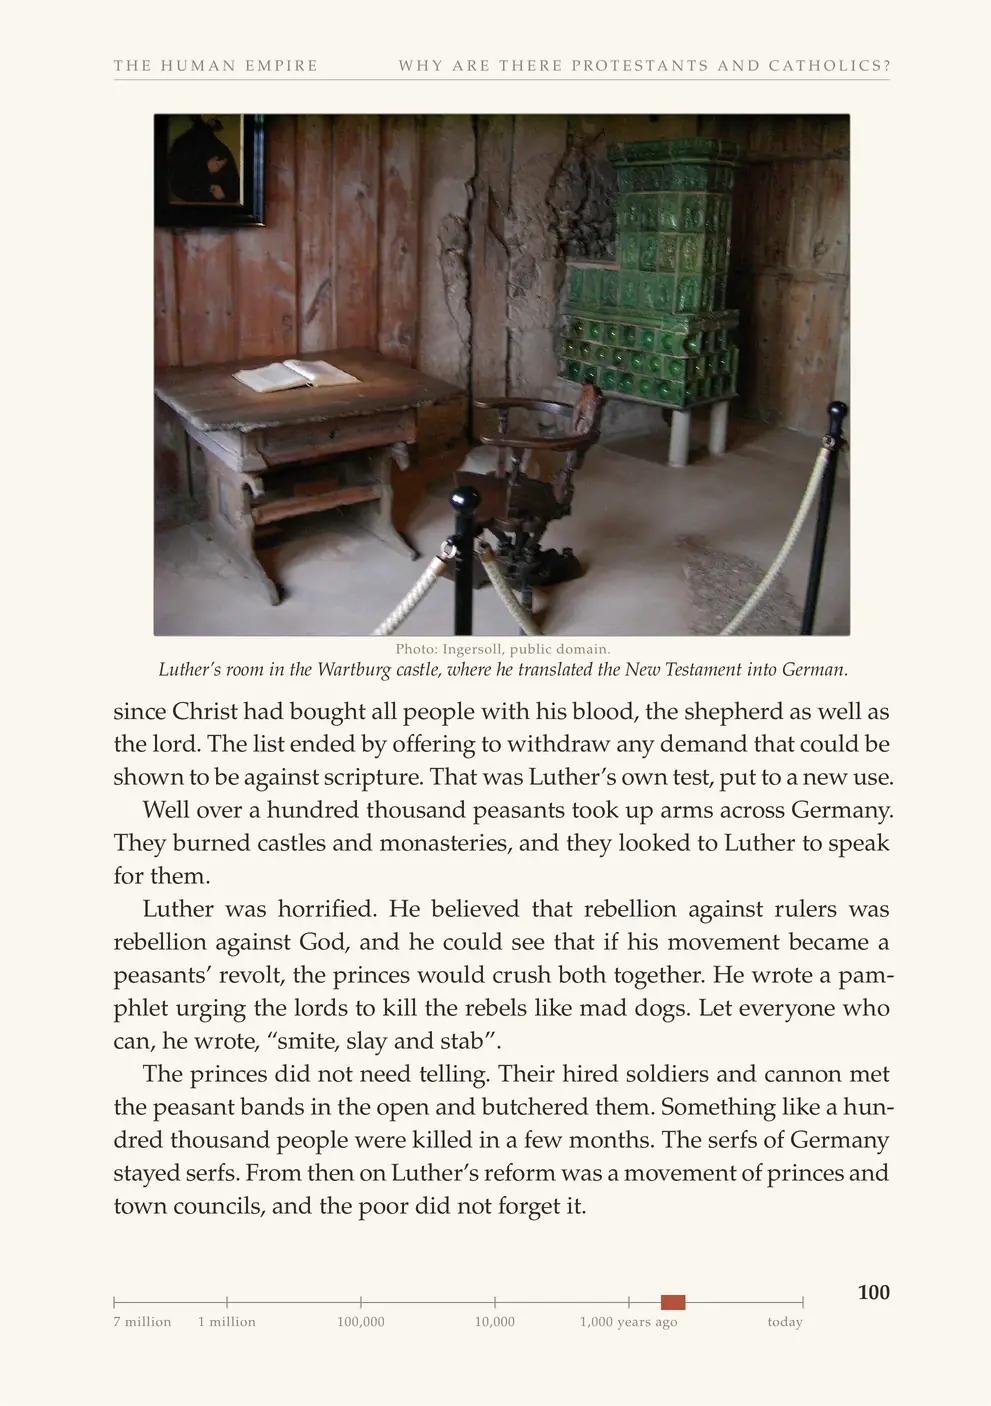 THE HUMAN EMPIRE
WHY ARE THERE PROTESTANTS AND CATHOLICS?
Photo: Ingersoll, public domain.
Luther’s room in the Wartburg castle, where he translated the New Testament into German.
since Christ had bought all people with his blood, the shepherd as well as
the lord. The list ended by offering to withdraw any demand that could be
shown to be against scripture. That was Luther’s own test, put to a new use.
Well over a hundred thousand peasants took up arms across Germany.
They burned castles and monasteries, and they looked to Luther to speak
for them.
Luther was horrified. He believed that rebellion against rulers was
rebellion against God, and he could see that if his movement became a
peasants’ revolt, the princes would crush both together. He wrote a pam-
phlet urging the lords to kill the rebels like mad dogs. Let everyone who
can, he wrote, “smite, slay and stab”.
The princes did not need telling. Their hired soldiers and cannon met
the peasant bands in the open and butchered them. Something like a hun-
dred thousand people were killed in a few months. The serfs of Germany
stayed serfs. From then on Luther’s reform was a movement of princes and
town councils, and the poor did not forget it.
100
7 million 1 million 100,000 10,000 1,000 years ago today